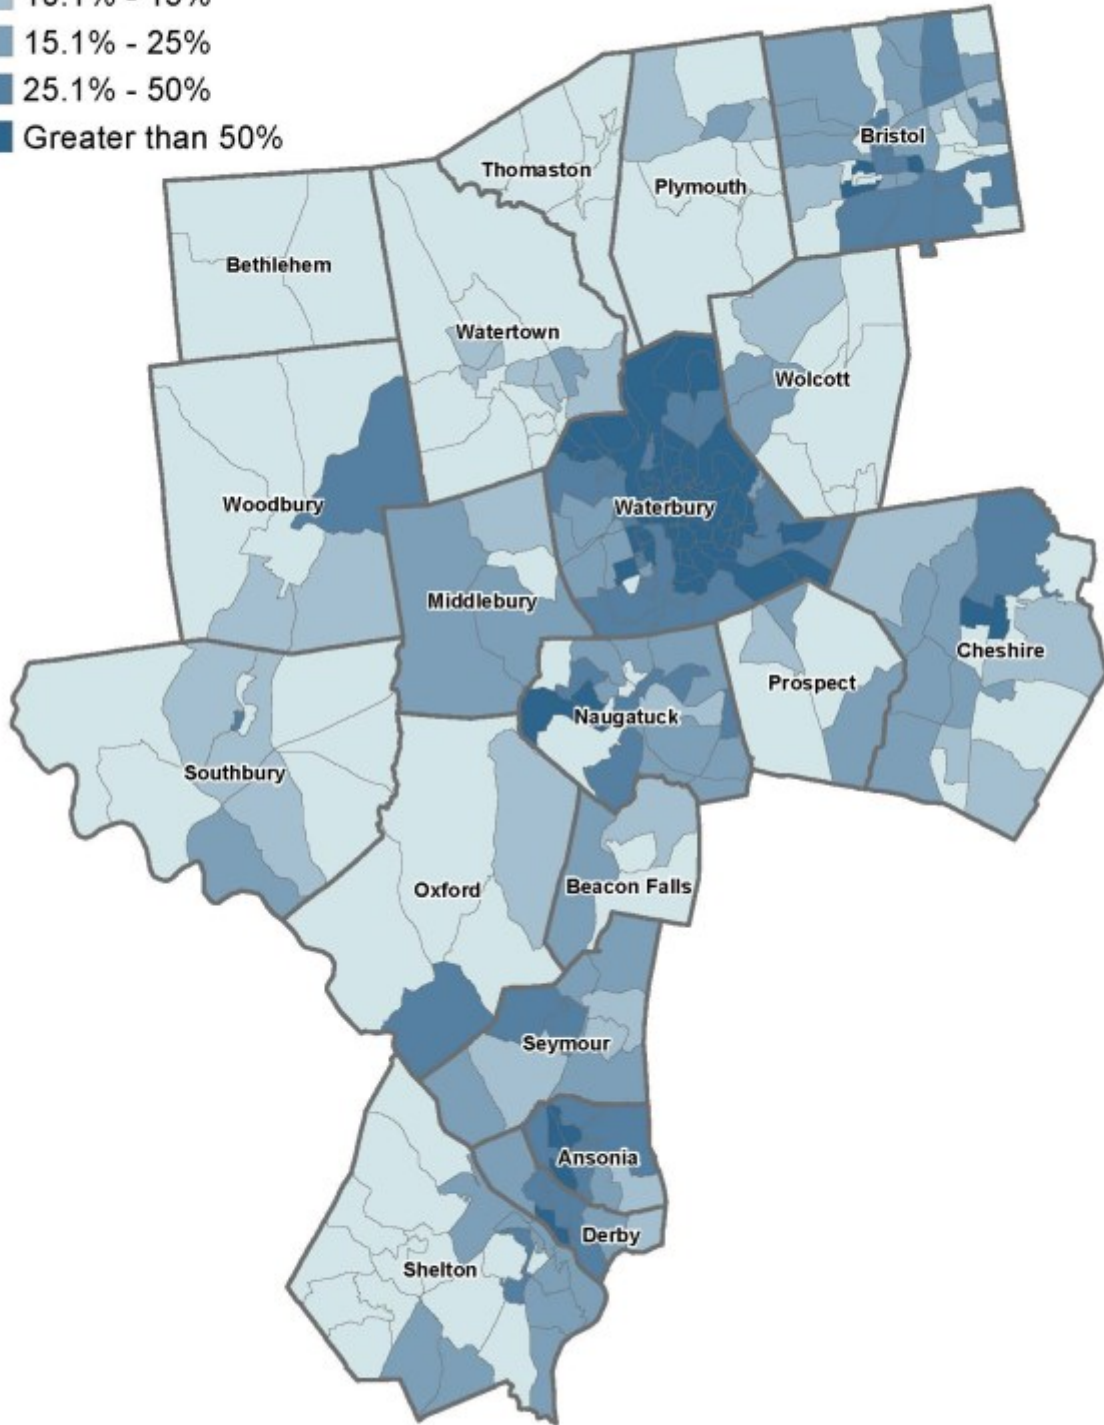 15.1% - 25%
25.1% - 50%
Greater than 50%
Bristol
Thomaston
Plymouth
Bethlehem
Watertown
Wolcott
Woodbury
Waterbury
Middlebury
Cheshire
Prospect
Naugatuck
Southbury
Oxford
Beacon Falls
Seymour
Ansonia
Derby
Shelton